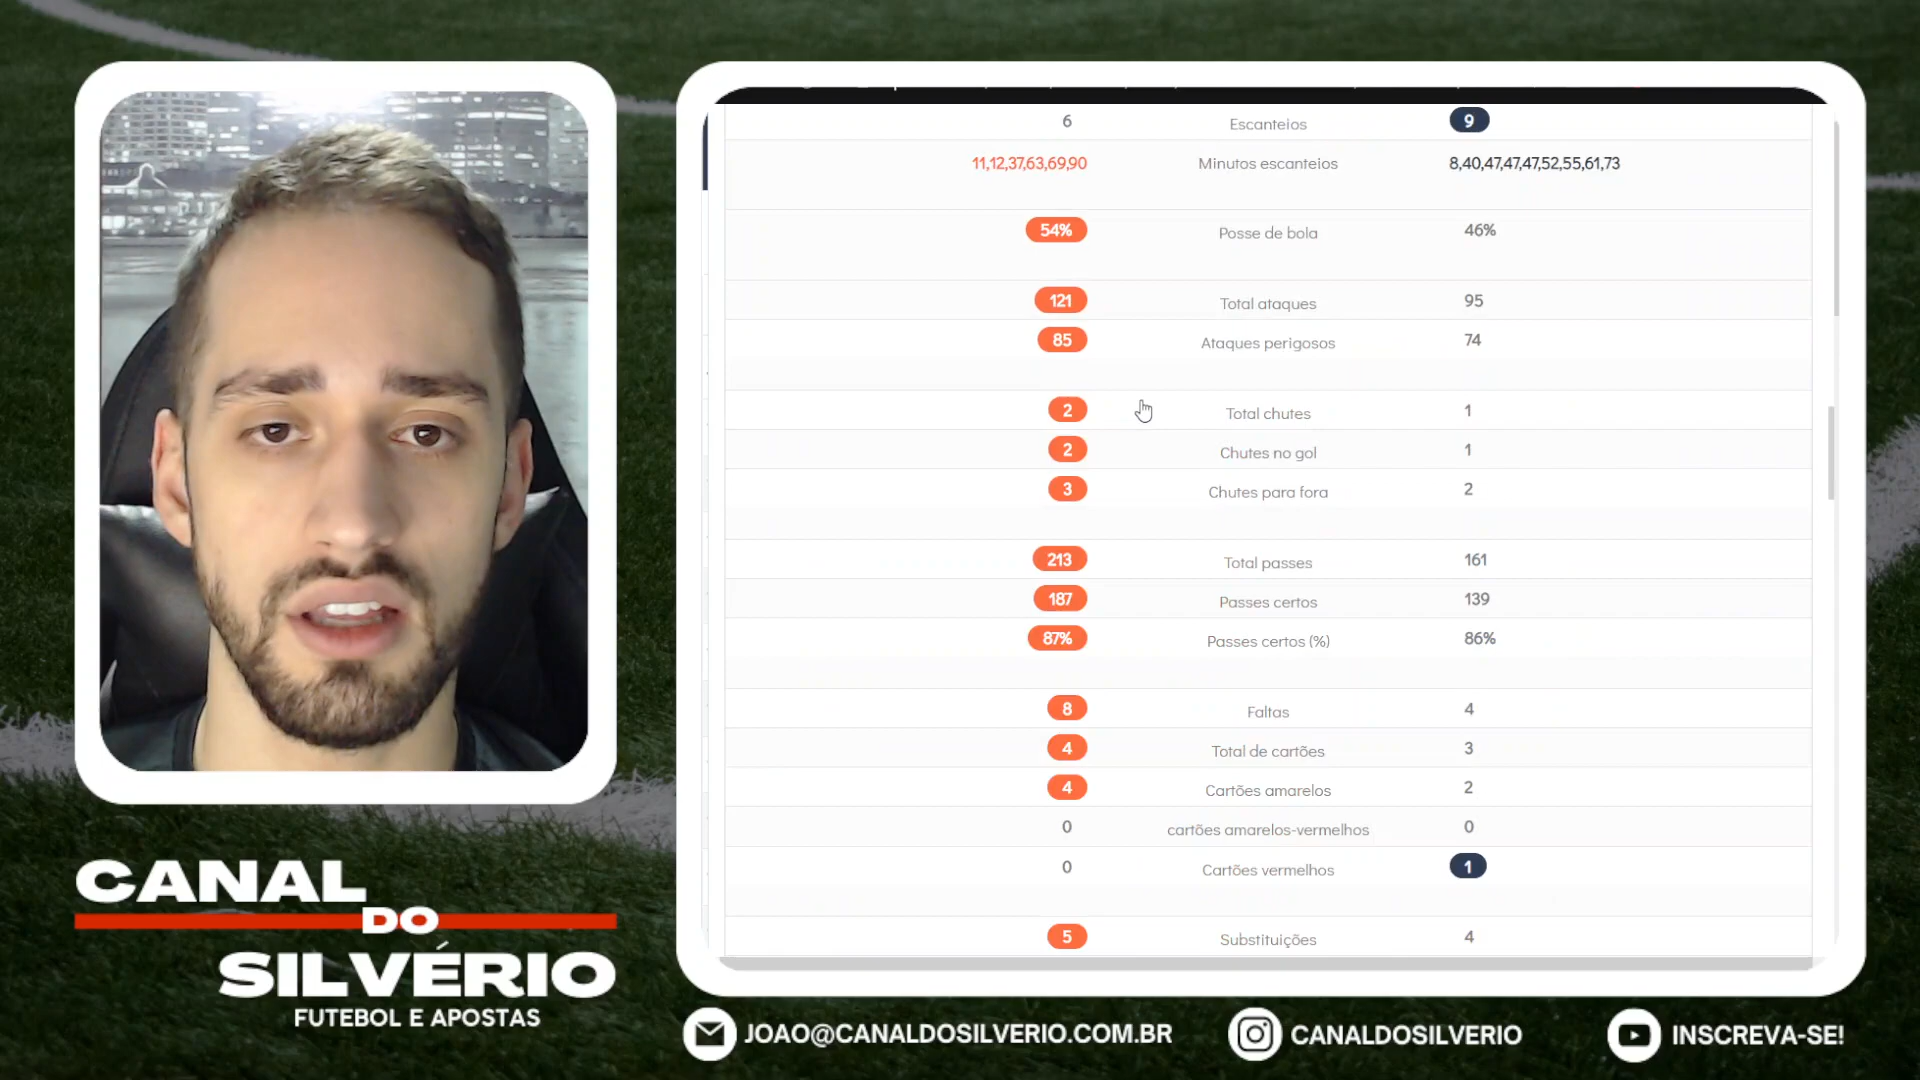 6 Escanteios 9
11,12,37,63,69,90 Minutos escanteios 8,40,47,47,47,52,55,61,73
54% Posse de bola 46%
121 Total ataques 95
85 Ataques perigosos 74
2 Total chutes 1
2 Chutes no gol 1
3 Chutes para fora 2
213 Total passes 161
187 Passes certos 139
87% Passes certos (%) 86%
8 Faltas 4
4 Total de cartões 3
4 Cartões amarelos 2
0 cartões amarelos-vermelhos 0
0 Cartões vermelhos 1
5 Substituições 4
CANAL
DO
SILVÉRIO
FUTEBOL E APOSTAS
JOAO@CANALDOSILVERIO.COM.BR CANALDOSILVERIO INSCREVA-SE!